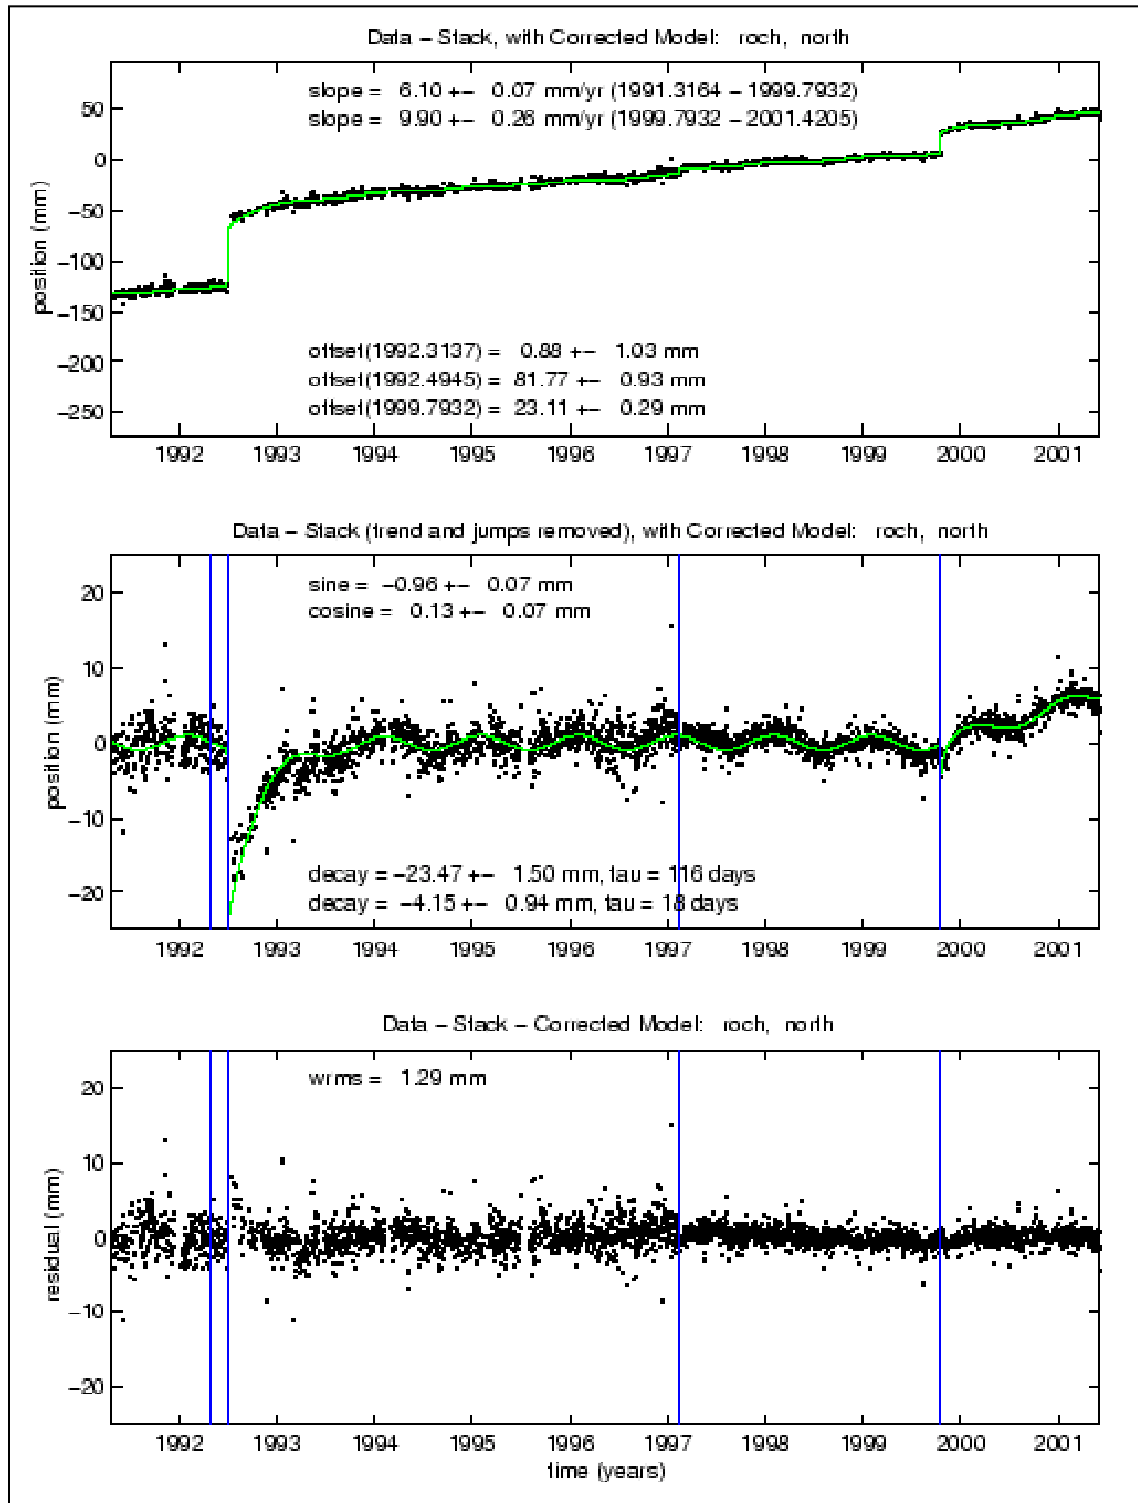 Data − Stack, with Corrected Model: roch, north
slope = 6.10 +− 0.07 mm/yr (1991.3164 − 1999.7932)
slope = 9.90 +− 0.26 mm/yr (1999.7932 − 2001.4205)
50
0
−50
−100
−150
−200
−250
position (mm)
offset(1992.3137) = 0.88 +− 1.03 mm
offset(1992.4945) = 81.77 +− 0.93 mm
offset(1999.7932) = 23.11 +− 0.29 mm
1992 1993 1994 1995 1996 1997 1998 1999 2000 2001
Data − Stack (trend and jumps removed), with Corrected Model: roch, north
sine = −0.96 +− 0.07 mm
cosine = 0.13 +− 0.07 mm
20
10
0
−10
−20
position (mm)
decay = −23.47 +− 1.50 mm, tau = 116 days
decay = −4.15 +− 0.94 mm, tau = 18 days
1992 1993 1994 1995 1996 1997 1998 1999 2000 2001
Data − Stack − Corrected Model: roch, north
wrms = 1.29 mm
20
10
0
−10
−20
residual (mm)
1992 1993 1994 1995 1996 1997 1998 1999 2000 2001
time (years)